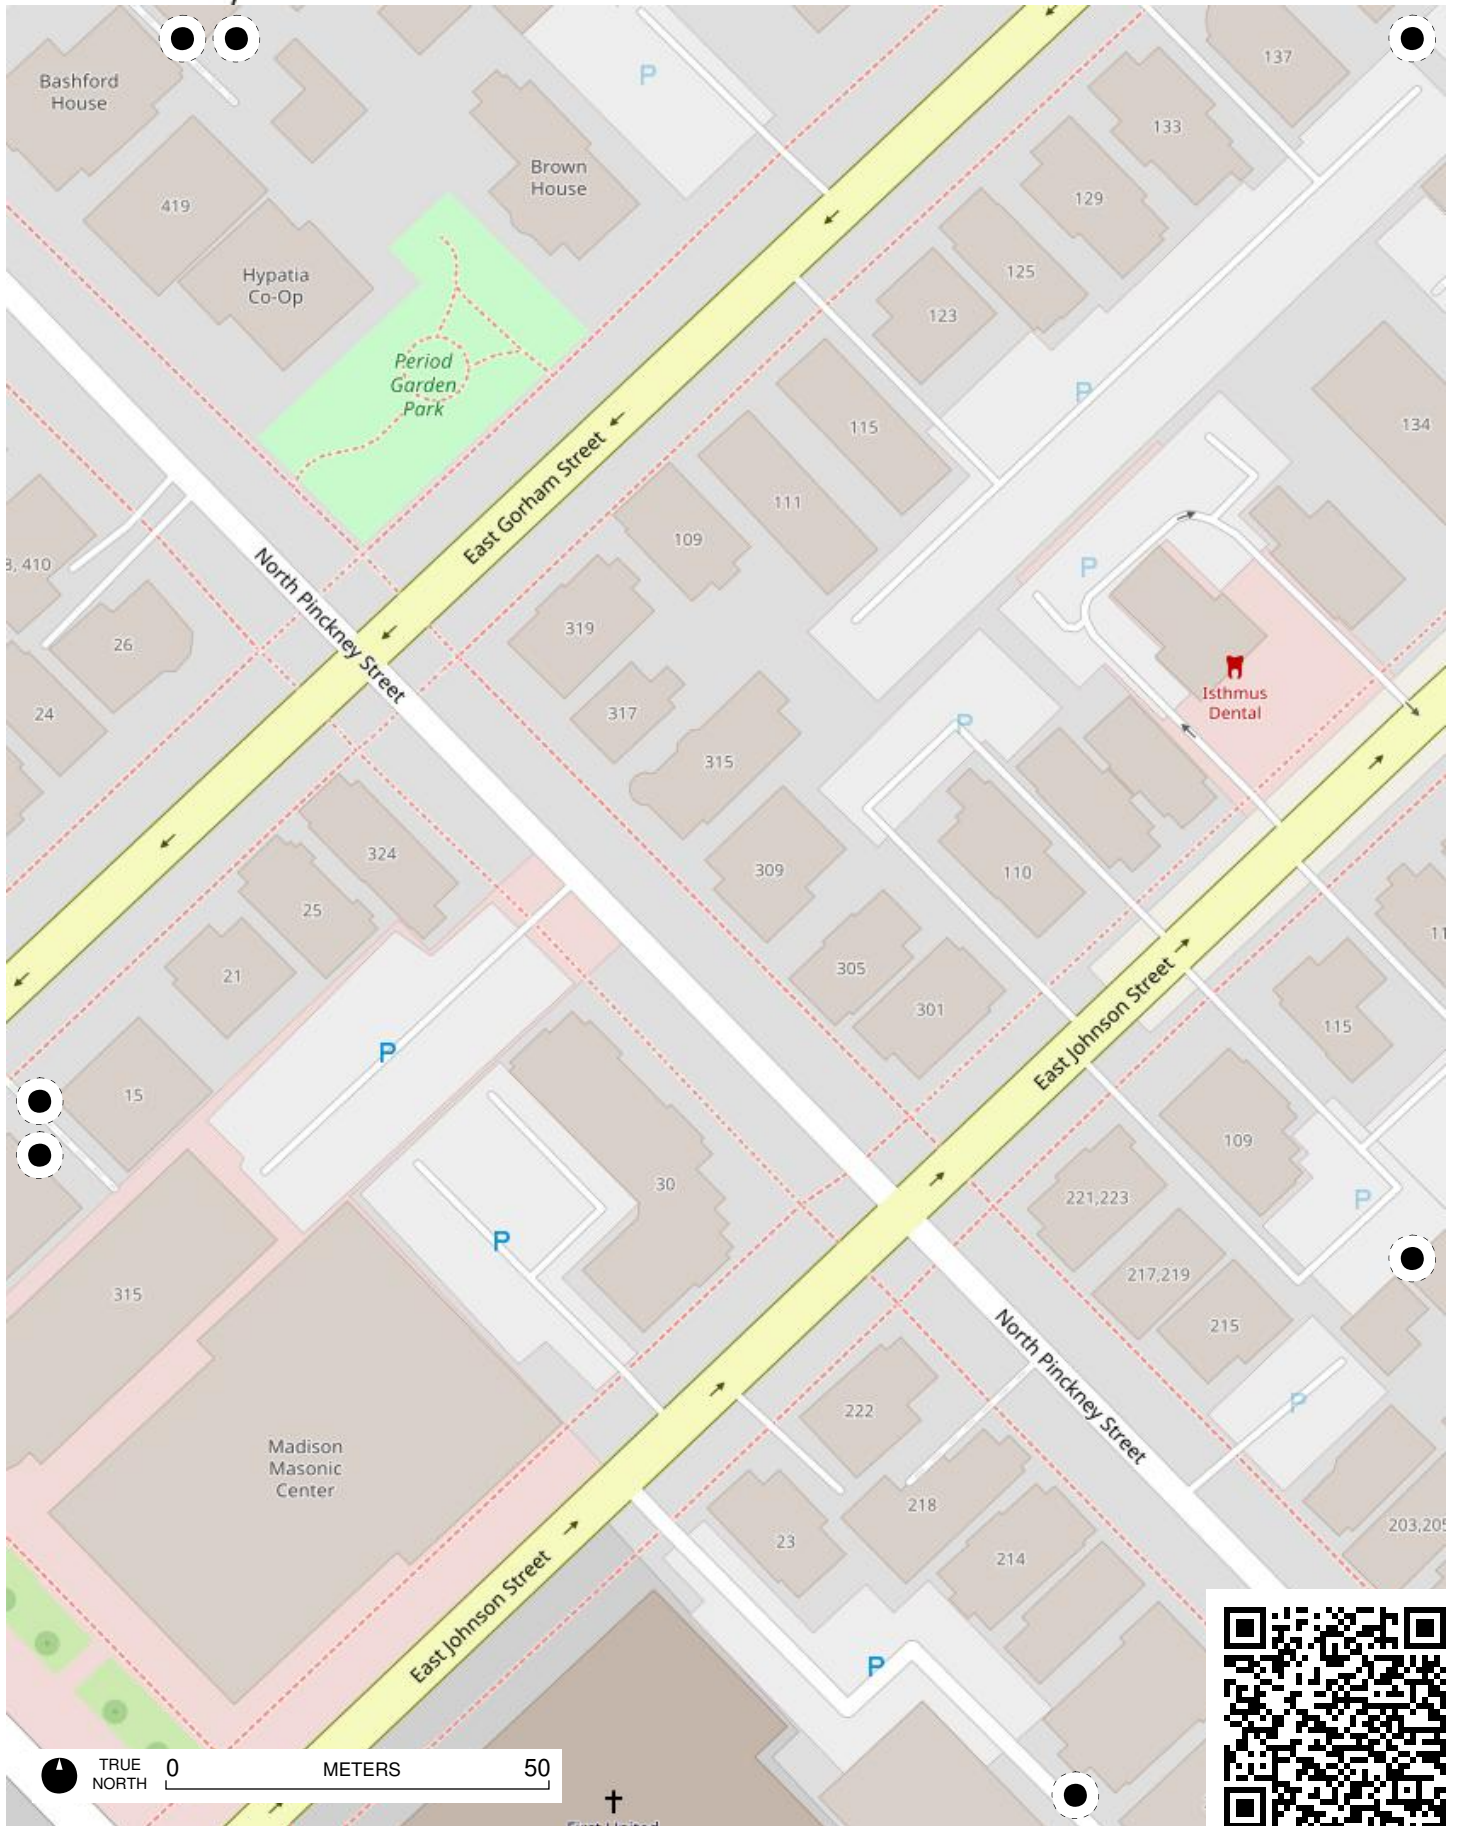 137
P
Bashford
House
133
Brown
House
129
419
125
Hypatia
Co-Op
123
Period
Garden
Park
P
115
134
East Gorham Street
111
109
P
North Pinckney Street
319
26
Isthmus
Dental
24
317
P
315
324
309
110
25
305
21
301
East Johnson Street
115
P
15
109
30
221,223
P
P
217,219
315
215
North Pinckney Street
P
222
Madison
Masonic
Center
218
23
214
East Johnson Street
P
TRUE
NORTH
0
METERS
50